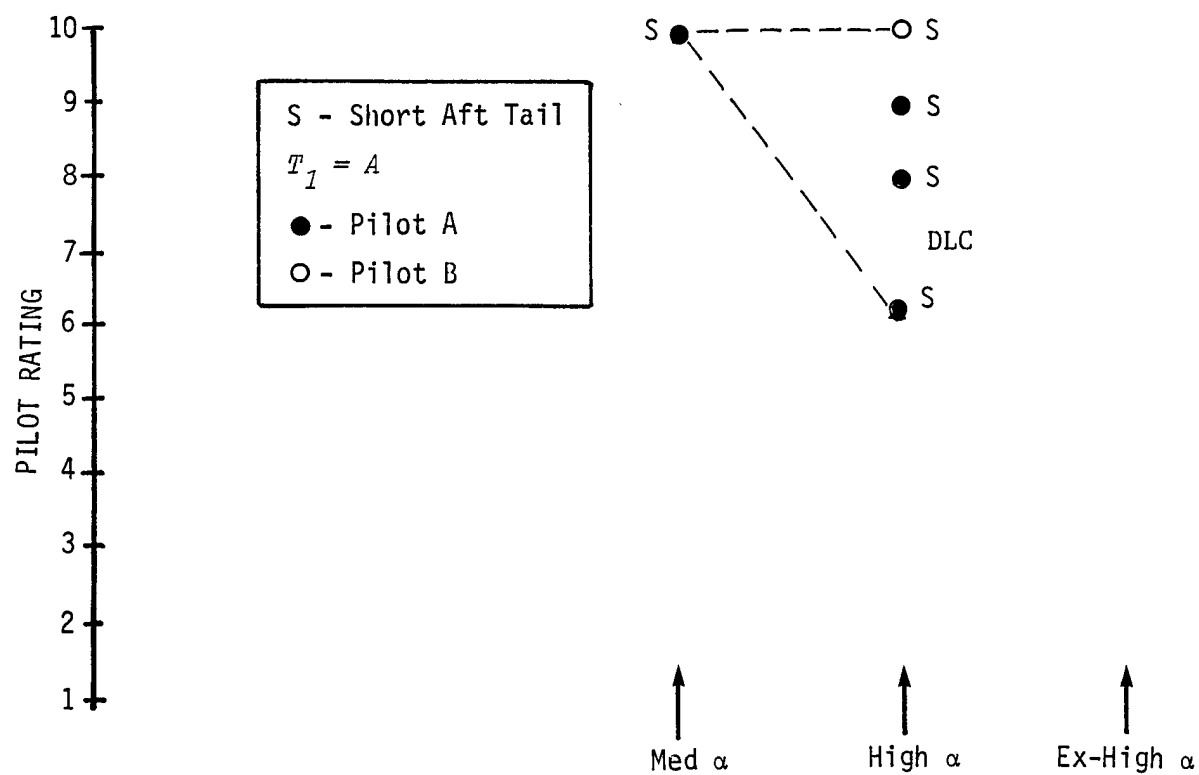 10
9
8
7
6
5
4
3
2
1
PILOT RATING
S - Short Aft Tail
T1 = A
● - Pilot A
○ - Pilot B
S
S
S
S
DLC
S
Med α
High α
Ex-High α